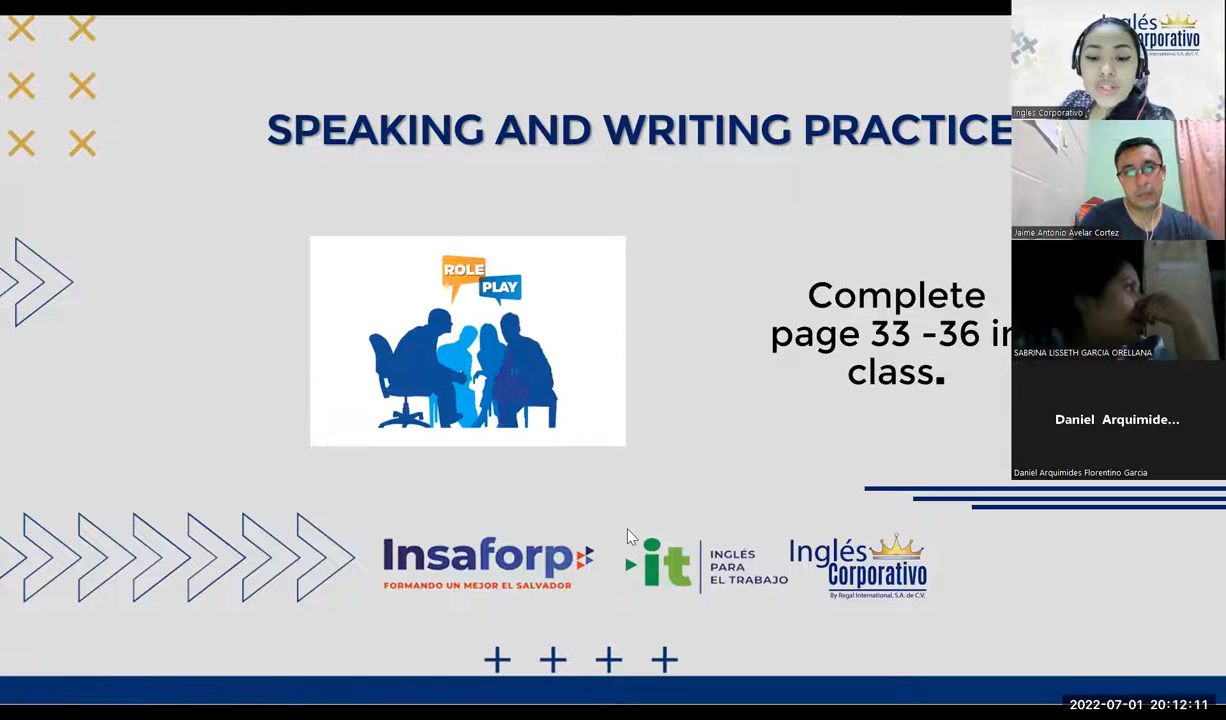 SPEAKING AND WRITING PRACTICE
ROLE
PLAY
Complete
page 33 -36 in
class.
Insaforp
FORMANDO UN MEJOR EL SALVADOR
it
INGLÉS
PARA
EL TRABAJO
Inglés
Corporativo
By Regal International, S.A. de C.V.
Inglés
Corporativo
Ingles Corporativo
Jaime Antonio Avelar Cortez
SABRINA LISSETH GARCIA ORELLANA
Daniel Arquimide...
Daniel Arquimides Florentino Garcia
2022-07-01 20:12:11